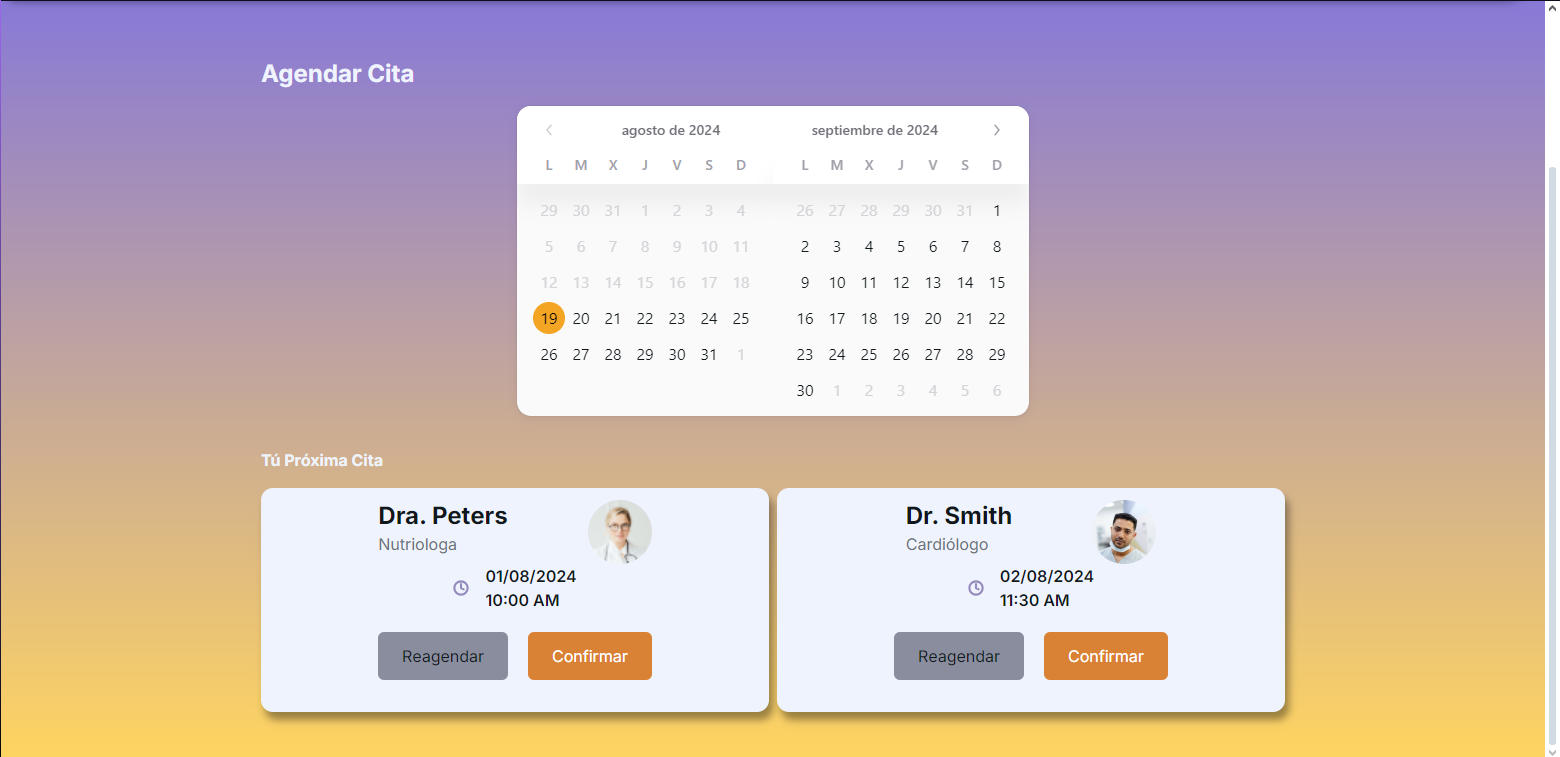 Agendar Cita
agosto de 2024
septiembre de 2024
L M X J V S D
L M X J V S D
29 30 31 1 2 3 4
26 27 28 29 30 31 1
5 6 7 8 9 10 11
2 3 4 5 6 7 8
12 13 14 15 16 17 18
9 10 11 12 13 14 15
19 20 21 22 23 24 25
16 17 18 19 20 21 22
26 27 28 29 30 31 1
23 24 25 26 27 28 29
30 1 2 3 4 5 6
Tú Próxima Cita
Dra. Peters
Nutriologa
01/08/2024
10:00 AM
Reagendar
Confirmar
Dr. Smith
Cardiólogo
02/08/2024
11:30 AM
Reagendar
Confirmar